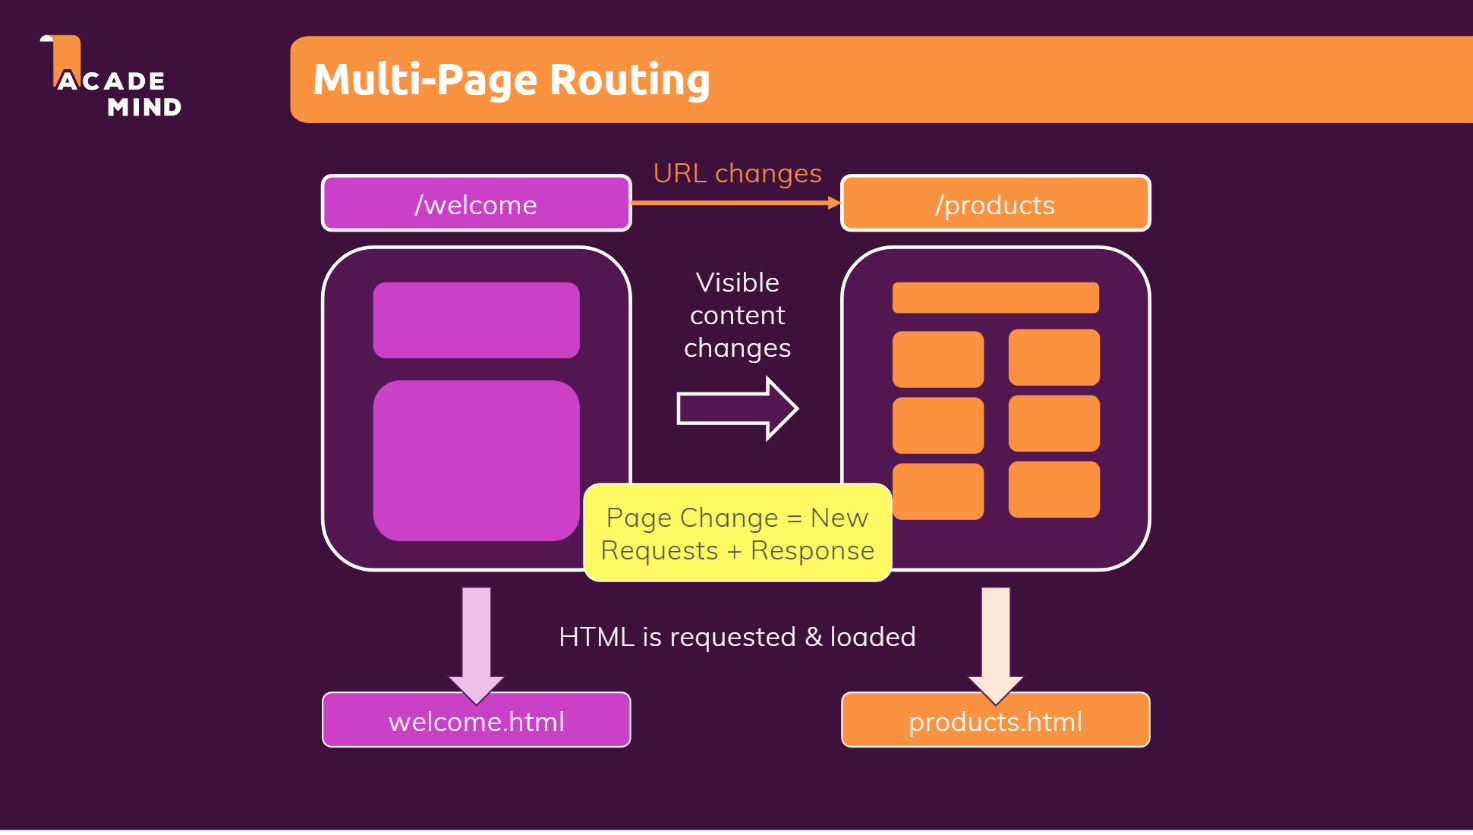 ACADE
MIND
Multi-Page Routing
/welcome
URL changes
/products
Visible
content
changes
Page Change = New
Requests + Response
HTML is requested & loaded
welcome.html
products.html